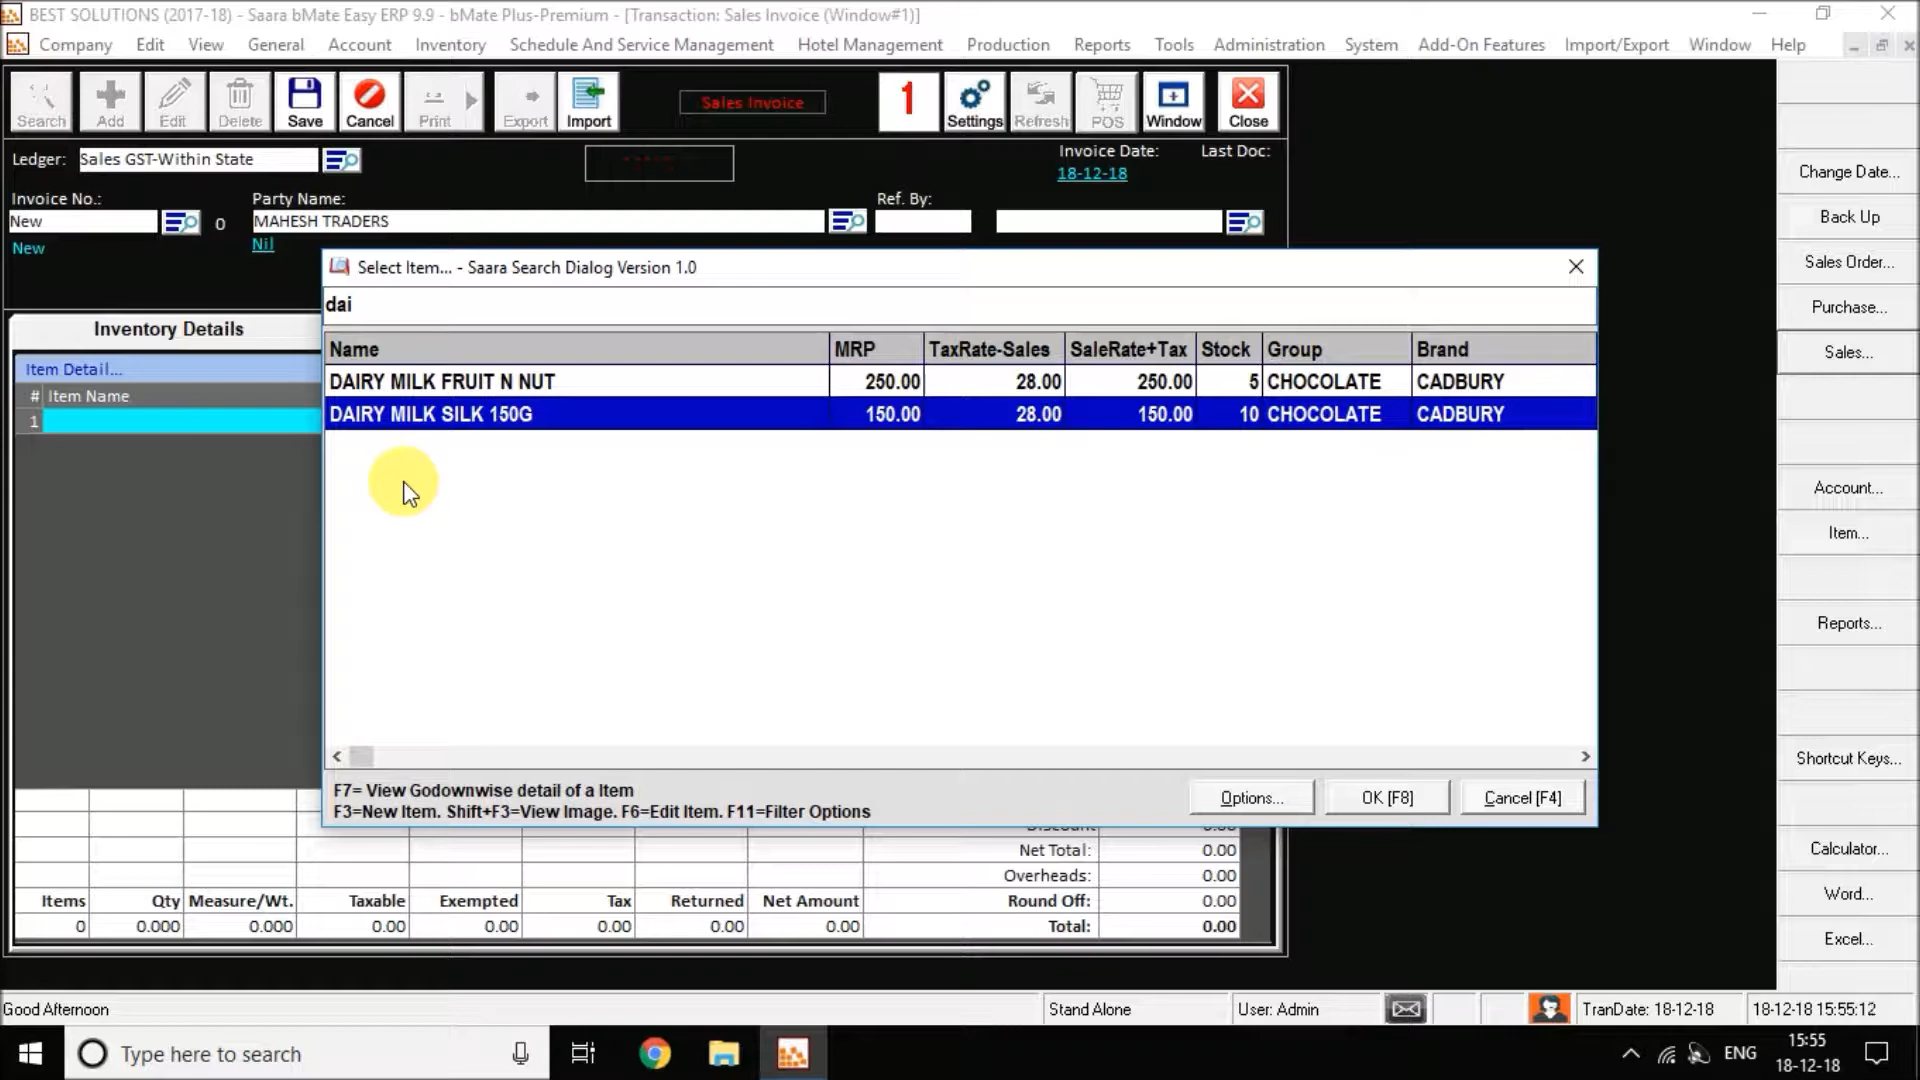 BEST SOLUTIONS (2017-18) - Saara bMate Easy ERP 9.9 - bMate Plus-Premium - [Transaction: Sales Invoice (Window#1)]
Company Edit View General Account Inventory Schedule And Service Management Hotel Management Production Reports Tools Administration System Add-On Features Import/Export Window Help
Search Add Edit Delete Save Cancel Print Export Import Sales Invoice 1 Settings Refresh POS Window Close
Ledger: Sales GST-Within State
Invoice Date: Last Doc:
18-12-18
Invoice No.: Party Name: Ref. By:
New 0 MAHESH TRADERS
New Nil
Select Item... - Saara Search Dialog Version 1.0
dai
Name MRP TaxRate-Sales SaleRate+Tax Stock Group Brand
DAIRY MILK FRUIT N NUT 250.00 28.00 250.00 5 CHOCOLATE CADBURY
DAIRY MILK SILK 150G 150.00 28.00 150.00 10 CHOCOLATE CADBURY
F7= View Godownwise detail of a Item
F3=New Item. Shift+F3=View Image. F6=Edit Item. F11=Filter Options
Options... OK [F8] Cancel [F4]
Inventory Details
Item Detail...
# Item Name
1
Discount 0.00
Net Total: 0.00
Overheads: 0.00
Items Qty Measure/Wt. Taxable Exempted Tax Returned Net Amount Round Off: 0.00
0 0.000 0.000 0.00 0.00 0.00 0.00 0.00 Total: 0.00
Change Date...
Back Up
Sales Order...
Purchase...
Sales...
Account...
Item...
Reports...
Shortcut Keys...
Calculator...
Word...
Excel...
Good Afternoon Stand Alone User: Admin TranDate: 18-12-18 18-12-18 15:55:12
Type here to search
ENG
15:55
18-12-18